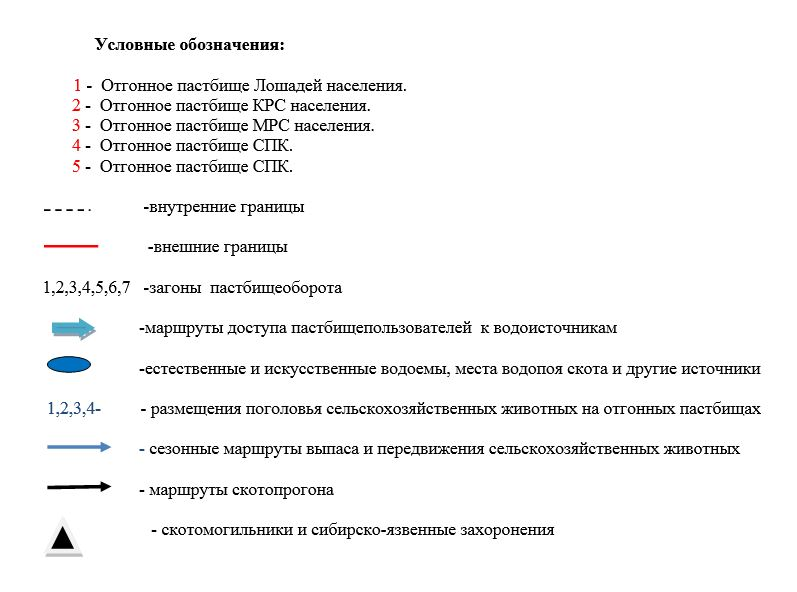 Условные обозначения:
1 - Отгонное пастбище Лошадей населения.
2 - Отгонное пастбище КРС населения.
3 - Отгонное пастбище МРС населения.
4 - Отгонное пастбище СПК.
5 - Отгонное пастбище СПК.
-внутренние границы
-внешние границы
1,2,3,4,5,6,7 -загоны пастбищеоборота
-маршруты доступа пастбищепользователей к водоисточникам
-естественные и искусственные водоемы, места водопоя скота и другие источники
1,2,3,4- - размещения поголовья сельскохозяйственных животных на отгонных пастбищах
- сезонные маршруты выпаса и передвижения сельскохозяйственных животных
- маршруты скотопрогона
- скотомогильники и сибирско-язвенные захоронения